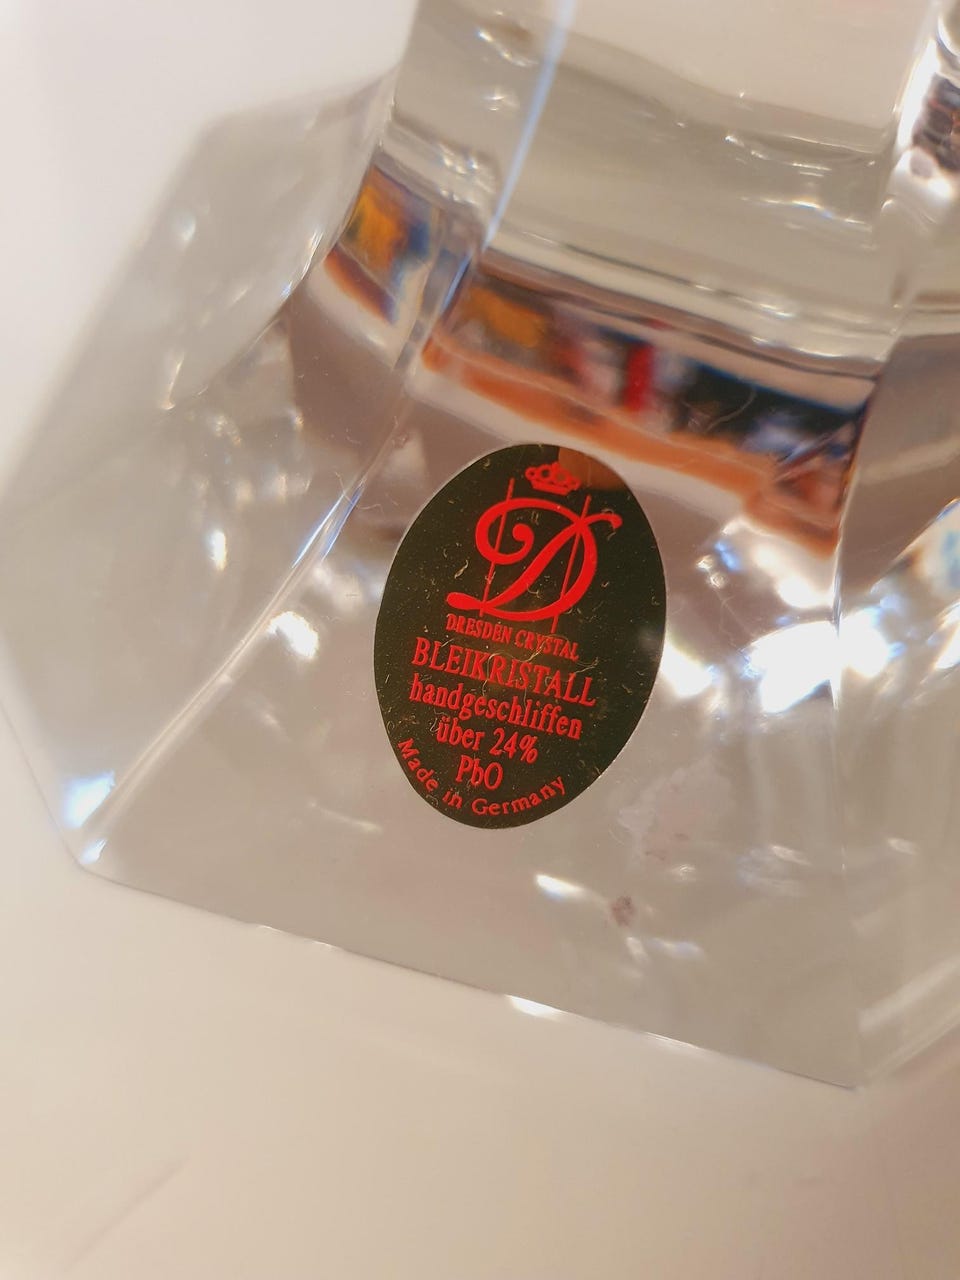 D
DRESDEN CRYSTAL
BLEIKRISTALL
handgeschliffen
über 24%
PbO
Made in Germany